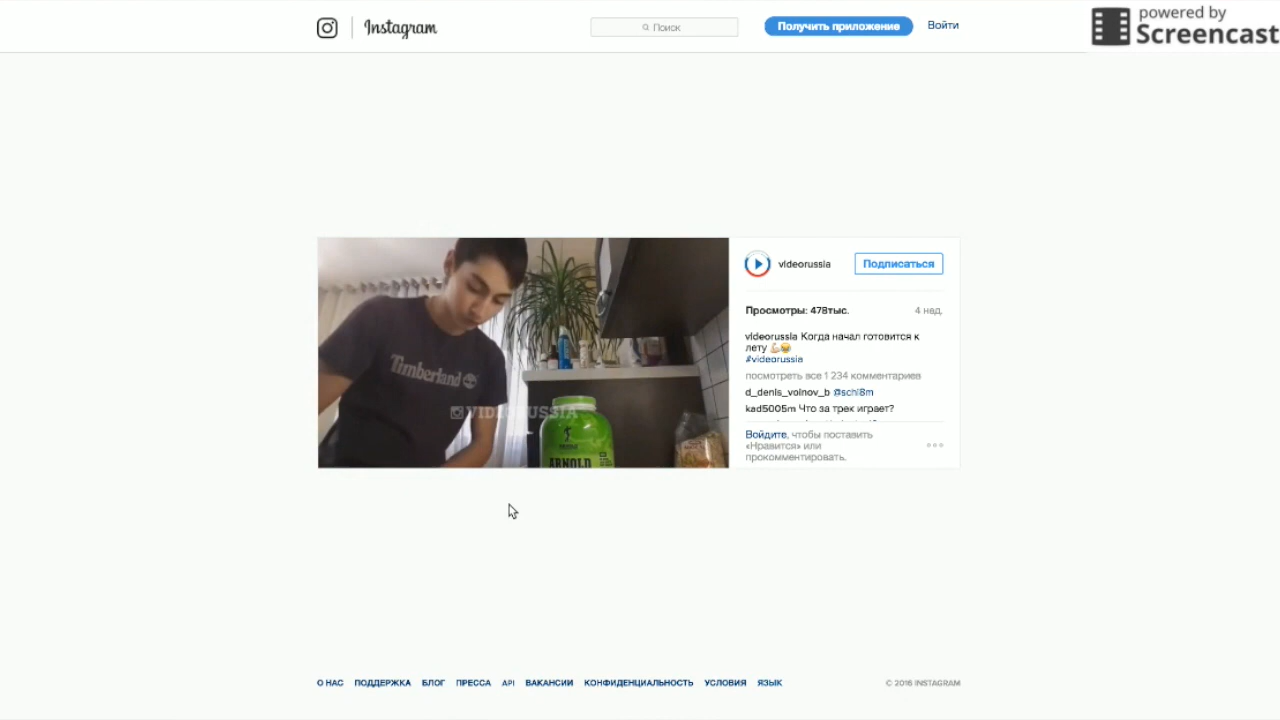 Instagram
Поиск
Получить приложение
Войти
powered by
Screencast
Timberland
VIDEORUSSIA
ARNOLD
videorussia
Подписаться
Просмотры: 478тыс.
4 нед.
videorussia Когда начал готовится к
лету 💪😂
#videorussia
посмотреть все 1 234 комментариев
d_denis_voinov_b @schi8m
kad5005m Что за трек играет?
Войдите, чтобы поставить
«Нравится» или
прокомментировать.
О НАС ПОДДЕРЖКА БЛОГ ПРЕССА API ВАКАНСИИ КОНФИДЕНЦИАЛЬНОСТЬ УСЛОВИЯ ЯЗЫК
© 2016 INSTAGRAM